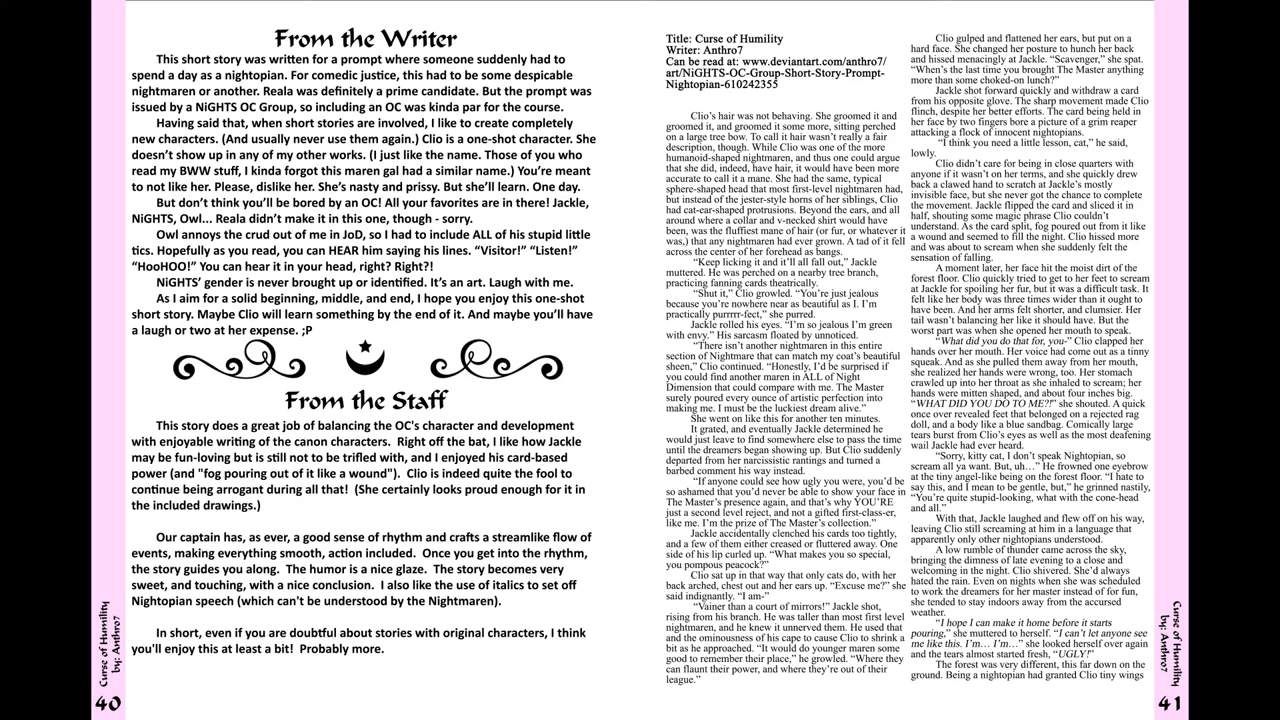 From the Writer
This short story was written for a prompt where someone suddenly had to
spend a day as a nightopian. For comedic justice, this had to be some despicable
nightmaren or another. Reala was definitely a prime candidate. But the prompt was
issued by a NiGHTS OC Group, so including an OC was kinda par for the course.
Having said that, when short stories are involved, I like to create completely
new characters. (And usually never use them again.) Clio is a one-shot character. She
doesn't show up in any of my other works. (I just like the name. Those of you who
read my BWW stuff, I kinda forgot this maren gal had a similar name.) You're meant
to not like her. Please, dislike her. She's nasty and prissy. But she'll learn. One day.
But don't think you'll be bored by an OC! All your favorites are in there! Jackle,
NiGHTS, Owl... Reala didn't make it in this one, though - sorry.
Owl annoys the crud out of me in JoD, so I had to include ALL of his stupid little
tics. Hopefully as you read, you can HEAR him saying his lines. "Visitor!" "Listen!"
"HooHOO!" You can hear it in your head, right? Right?!
NiGHTS' gender is never brought up or identified. It's an art. Laugh with me.
As I aim for a solid beginning, middle, and end, I hope you enjoy this one-shot
short story. Maybe Clio will learn something by the end of it. And maybe you'll have
a laugh or two at her expense. ;P
From the Staff
This story does a great job of balancing the OC's character and development
with enjoyable writing of the canon characters.  Right off the bat, I like how Jackle
may be fun-loving but is still not to be trifled with, and I enjoyed his card-based
power (and "fog pouring out of it like a wound").  Clio is indeed quite the fool to
continue being arrogant during all that!  (She certainly looks proud enough for it in
the included drawings.)
Our captain has, as ever, a good sense of rhythm and crafts a streamlike flow of
events, making everything smooth, action included.  Once you get into the rhythm,
the story guides you along.  The humor is a nice glaze.  The story becomes very
sweet, and touching, with a nice conclusion.  I also like the use of italics to set off
Nightopian speech (which can't be understood by the Nightmaren).
In short, even if you are doubtful about stories with original characters, I think
you'll enjoy this at least a bit!  Probably more.
Curse of Humility
by: Anthro7
40
Title: Curse of Humility
Writer: Anthro7
Can be read at: www.deviantart.com/anthro7/
art/NiGHTS-OC-Group-Short-Story-Prompt-
Nightopian-610242355
Clio's hair was not behaving. She groomed it and
groomed it, and groomed it some more, sitting perched
on a large tree bow. To call it hair wasn't really a fair
description, though. While Clio was one of the more
humanoid-shaped nightmaren, and thus one could argue
that she did, indeed, have hair, it would have been more
accurate to call it a mane. She had the same, typical
sphere-shaped head that most first-level nightmaren had,
but instead of the jester-style horns of her siblings, Clio
had cat-ear-shaped protrusions. Beyond the ears, and all
around where a collar and v-necked shirt would have
been, was the fluffiest mane of hair (or fur, or whatever it
was,) that any nightmaren had ever grown. A tad of it fell
across the center of her forehead as bangs.
"Keep licking it and it'll all fall out," Jackle
muttered. He was perched on a nearby tree branch,
practicing fanning cards theatrically.
"Shut it," Clio growled. "You're just jealous
because you're nowhere near as beautiful as I. I'm
practically purrrrr-fect," she purred.
Jackle rolled his eyes. "I'm so jealous I'm green
with envy." His sarcasm floated by unnoticed.
"There isn't another nightmaren in this entire
section of Nightmare that can match my coat's beautiful
sheen," Clio continued. "Honestly, I'd be surprised if
you could find another maren in ALL of Night
Dimension that could compare with me. The Master
surely poured every ounce of artistic perfection into
making me. I must be the luckiest dream alive."
She went on like this for another ten minutes.
It grated, and eventually Jackle determined he
would just leave to find somewhere else to pass the time
until the dreamers began showing up. But Clio suddenly
departed from her narcissistic rantings and turned a
barbed comment his way instead.
"If anyone could see how ugly you were, you'd be
so ashamed that you'd never be able to show your face in
The Master's presence again, and that's why YOU'RE
just a second level reject, and not a gifted first-class-er,
like me. I'm the prize of The Master's collection."
Jackle accidentally clenched his cards too tightly,
and a few of them either creased or fluttered away. One
side of his lip curled up. "What makes you so special,
you pompous peacock?"
Clio sat up in that way that only cats do, with her
back arched, chest out and her ears up. "Excuse me?" she
said indignantly. "I am-"
"Vainer than a court of mirrors!" Jackle shot,
rising from his branch. He was taller than most first level
nightmaren, and he knew it unnerved them. He used that
and the ominousness of his cape to cause Clio to shrink a
bit as he approached. "It would do younger maren some
good to remember their place," he growled. "Where they
can flaunt their power, and where they're out of their
league."
Clio gulped and flattened her ears, but put on a
hard face. She changed her posture to hunch her back
and hissed menacingly at Jackle. "Scavenger," she spat.
"When's the last time you brought The Master anything
more than some choked-on lunch?"
Jackle shot forward quickly and withdrew a card
from his opposite glove. The sharp movement made Clio
flinch, despite her better efforts. The card being held in
her face by two fingers bore a picture of a grim reaper
attacking a flock of innocent nightopians.
"I think you need a little lesson, cat," he said,
lowly.
Clio didn't care for being in close quarters with
anyone if it wasn't on her terms, and she quickly drew
back a clawed hand to scratch at Jackle's mostly
invisible face, but she never got the chance to complete
the movement. Jackle flipped the card and sliced it in
half, shouting some magic phrase Clio couldn't
understand. As the card split, fog poured out from it like
a wound and seemed to fill the night. Clio hissed more
and was about to scream when she suddenly felt the
sensation of falling.
A moment later, her face hit the moist dirt of the
forest floor. Clio quickly tried to get to her feet to scream
at Jackle for spoiling her fur, but it was a difficult task. It
felt like her body was three times wider than it ought to
have been. And her arms felt shorter, and clumsier. Her
tail wasn't balancing her like it should have. But the
worst part was when she opened her mouth to speak.
"What did you do that for, you-" Clio clapped her
hands over her mouth. Her voice had come out as a tinny
squeak. And as she pulled them away from her mouth,
she realized her hands were wrong, too. Her stomach
crawled up into her throat as she inhaled to scream; her
hands were mitten shaped, and about four inches big.
"WHAT DID YOU DO TO ME?!" she shouted. A quick
once over revealed feet that belonged on a rejected rag
doll, and a body like a blue sandbag. Comically large
tears burst from Clio's eyes as well as the most deafening
wail Jackle had ever heard.
"Sorry, kitty cat, I don't speak Nightopian, so
scream all ya want. But, uh…" He frowned one eyebrow
at the tiny angel-like being on the forest floor. "I hate to
say this, and I mean to be gentle, but," he grinned nastily,
"You're quite stupid-looking, what with the cone-head
and all."
With that, Jackle laughed and flew off on his way,
leaving Clio still screaming at him in a language that
apparently only other nightopians understood.
A low rumble of thunder came across the sky,
bringing the dimness of late evening to a close and
welcoming in the night. Clio shivered. She'd always
hated the rain. Even on nights when she was scheduled
to work the dreamers for her master instead of for fun,
she tended to stay indoors away from the accursed
weather.
"I hope I can make it home before it starts
pouring," she muttered to herself. "I can't let anyone see
me like this. I'm… I'm…" she looked herself over again
and the tears almost started fresh, "UGLY!"
The forest was very different, this far down on the
ground. Being a nightopian had granted Clio tiny wings
Curse of Humility
by: Anthro7
41